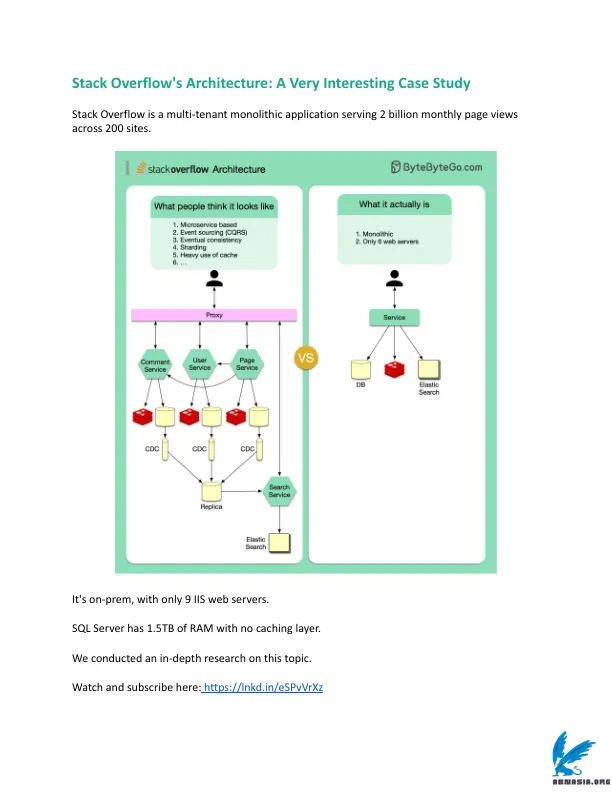 Stack Overflow's Architecture: A Very Interesting Case Study
Stack Overflow is a multi-tenant monolithic application serving 2 billion monthly page views
across 200 sites.
stackoverflow Architecture
ByteByteGo.com
What people think it looks like
1. Microservice based
2. Event sourcing (CQRS)
3. Eventual consistency
4. Sharding
5. Heavy use of cache
6. ...
Proxy
Comment
Service
User
Service
Page
Service
CDC
CDC
CDC
Replica
Search
Service
Elastic
Search
VS
What it actually is
1. Monolithic
2. Only 6 web servers
Service
DB
Elastic
Search
It's on-prem, with only 9 IIS web servers.
SQL Server has 1.5TB of RAM with no caching layer.
We conducted an in-depth research on this topic.
Watch and subscribe here: https://lnkd.in/eSPvVrXz
ABNASIA.ORG